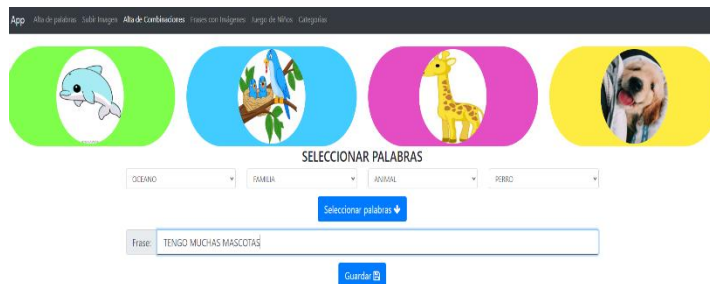 App Alta de palabras Subir Imagen Alta de Combinaciones Frases con Imágenes Juego de Niños Categorías
SELECCIONAR PALABRAS
OCEANO FAMILIA ANIMAL PERRO
Seleccionar palabras
Frase: TENGO MUCHAS MASCOTAS
Guardar